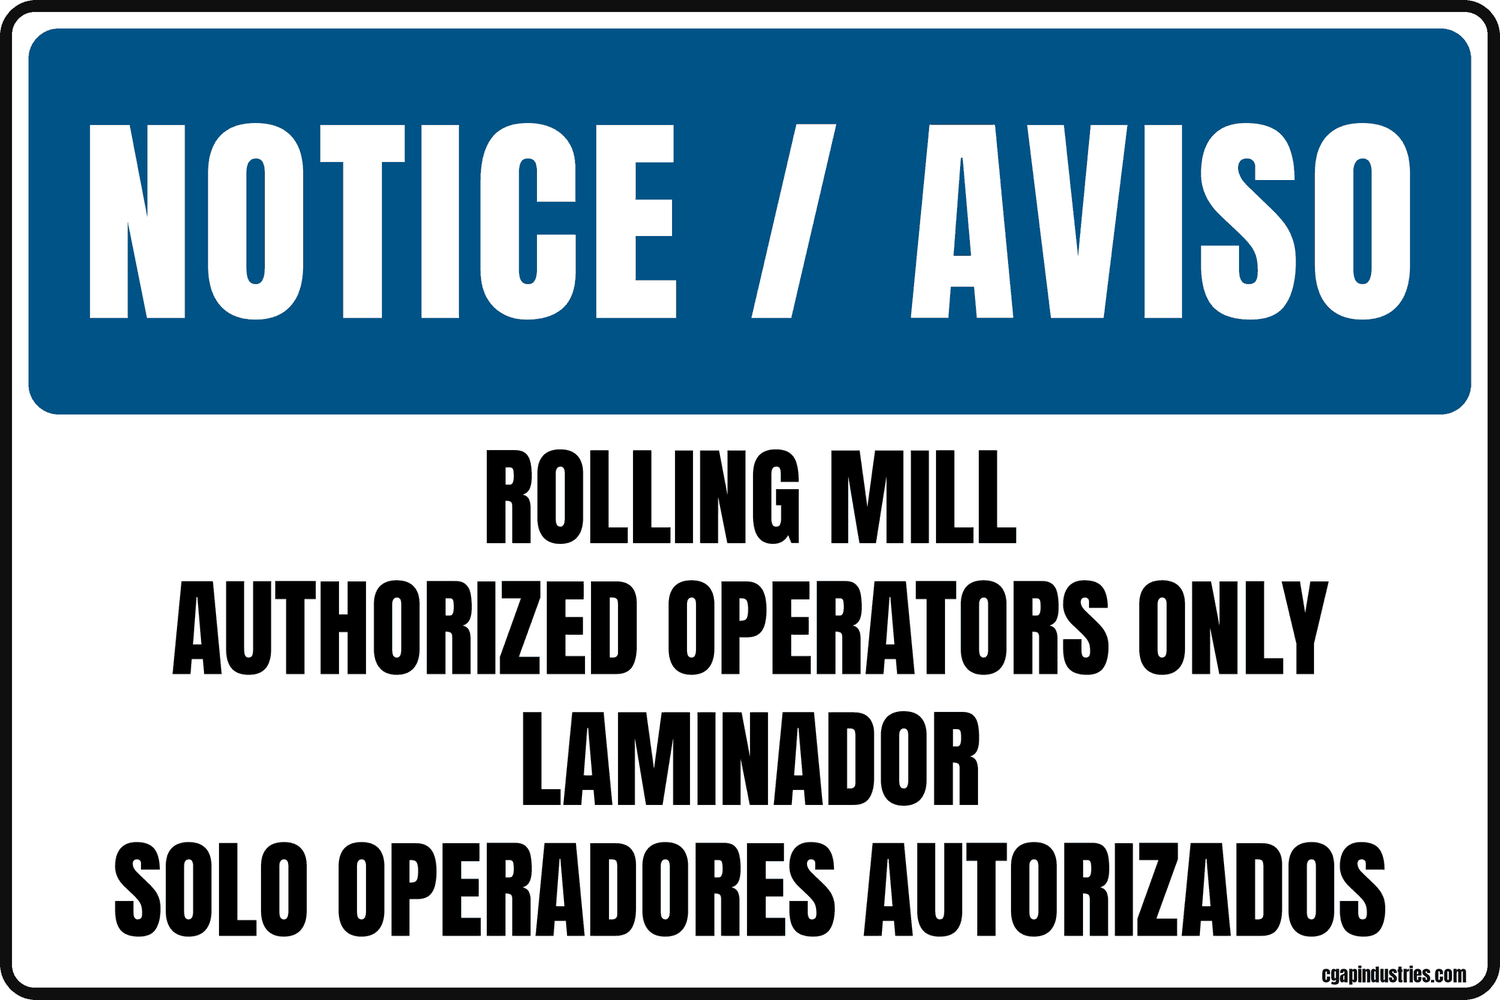 NOTICE / AVISO
ROLLING MILL
AUTHORIZED OPERATORS ONLY
LAMINADOR
SOLO OPERADORES AUTORIZADOS
cgapindustries.com